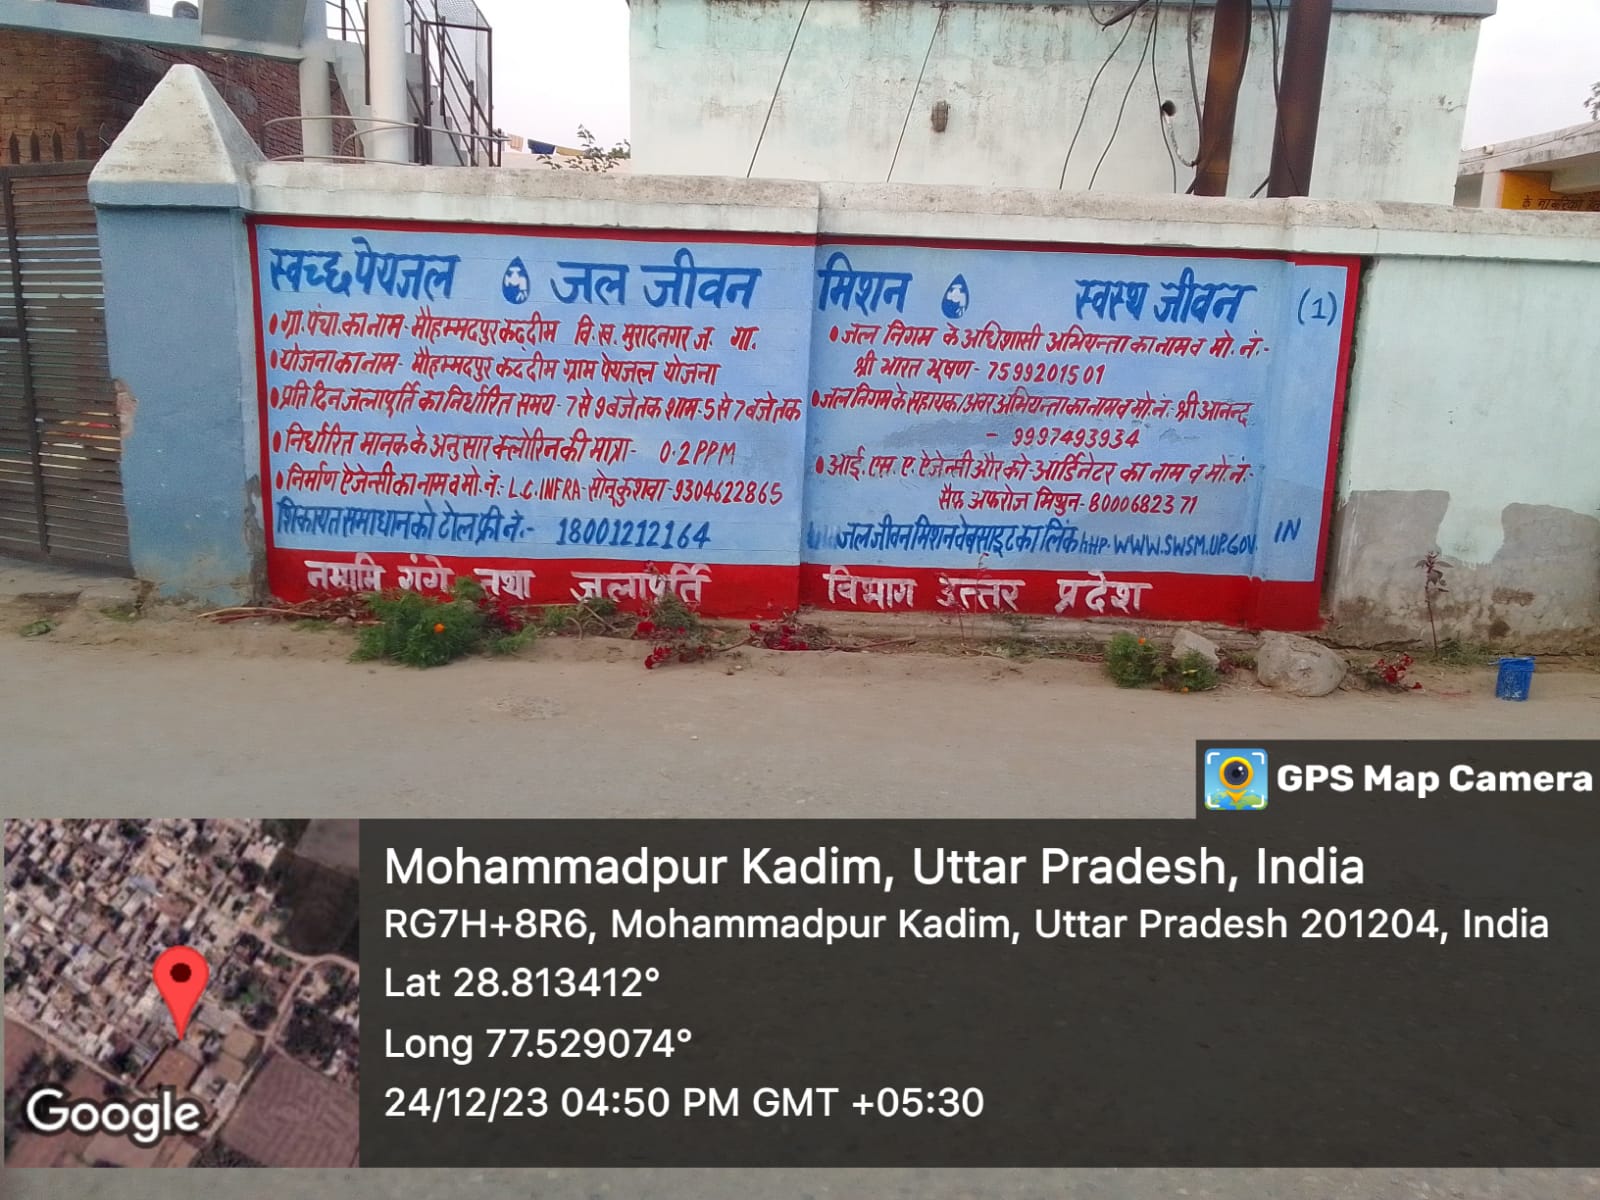 स्वच्छ पेयजल जल जीवन मिशन स्वस्थ जीवन (1)
• ग्रा. पंचा. का नाम - मौहम्मदपुर कद्दीम वि. ख. मुरादनगर ज. गा.
• योजना का नाम - मौहम्मदपुर कद्दीम ग्राम पेयजल योजना
• प्रति दिन जलापूर्ति का निर्धारित समय - 7 से 9 बजे तक शाम - 5 से 7 बजे तक
• निर्धारित मानक के अनुसार क्लोरिन की मात्रा - 0.2 PPM
• निर्माण ऐजेन्सी का नाम व मो. नं. - L.C. INFRA - सोनू कुशवा - 9304622865
शिकायत समाधान को टोल फ्री नं. - 18001212164
• जल निगम के अधिशासी अभियन्ता का नाम व मो. नं. -
श्री भारत भूषण - 7599201501
• जल निगम के सहायक/अवर अभियन्ता का नाम व मो. नं. श्री आनन्द
- 9997493934
• आई. एस. ए. ऐजेन्सी और को-आर्डिनेटर का नाम व मो. नं. -
सैफ अफरोज मिथुन - 8000682371
जल जीवन मिशन वेबसाइट का लिंक http. WWW.SWSM.UP.GOV. IN
नमामि गंगे तथा जलापूर्ति विभाग उत्तर प्रदेश
GPS Map Camera
Mohammadpur Kadim, Uttar Pradesh, India
RG7H+8R6, Mohammadpur Kadim, Uttar Pradesh 201204, India
Lat 28.813412°
Long 77.529074°
24/12/23 04:50 PM GMT +05:30
Google